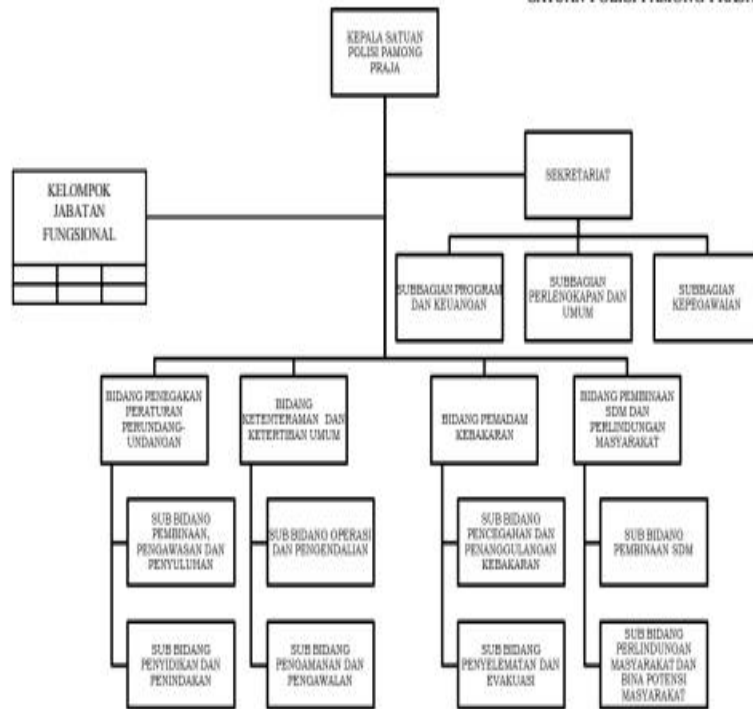 KEPALA SATUAN
POLISI PAMONG
PRAJA
SEKRETARIAT
KELOMPOK
JABATAN
FUNGSIONAL
SUBBAGIAN PROGRAM
DAN KEUANGAN
SUBBAGIAN
PERLENGKAPAN DAN
UMUM
SUBBAGIAN
KEPEGAWAIAN
BIDANG PENEGAKAN
PERATURAN
PERUNDANG-
UNDANGAN
BIDANG
KETENTERAMAN DAN
KETERTIBAN UMUM
BIDANG PEMADAM
KEBAKARAN
BIDANG PEMBINAAN
SDM DAN
PERLINDUNGAN
MASYARAKAT
SUB BIDANG
PEMBINAAN,
PENGAWASAN DAN
PENYULUHAN
SUB BIDANG OPERASI
DAN PENGENDALIAN
SUB BIDANG
PENCEGAHAN DAN
PENANGGULANGAN
KEBAKARAN
SUB BIDANG
PEMBINAAN SDM
SUB BIDANG
PENYIDIKAN DAN
PENINDAKAN
SUB BIDANG
PENGAMANAN DAN
PENGAWALAN
SUB BIDANG
PENYELEMATAN DAN
EVAKUASI
SUB BIDANG
PERLINDUNGAN
MASYARAKAT DAN
BINA POTENSI
MASYARAKAT